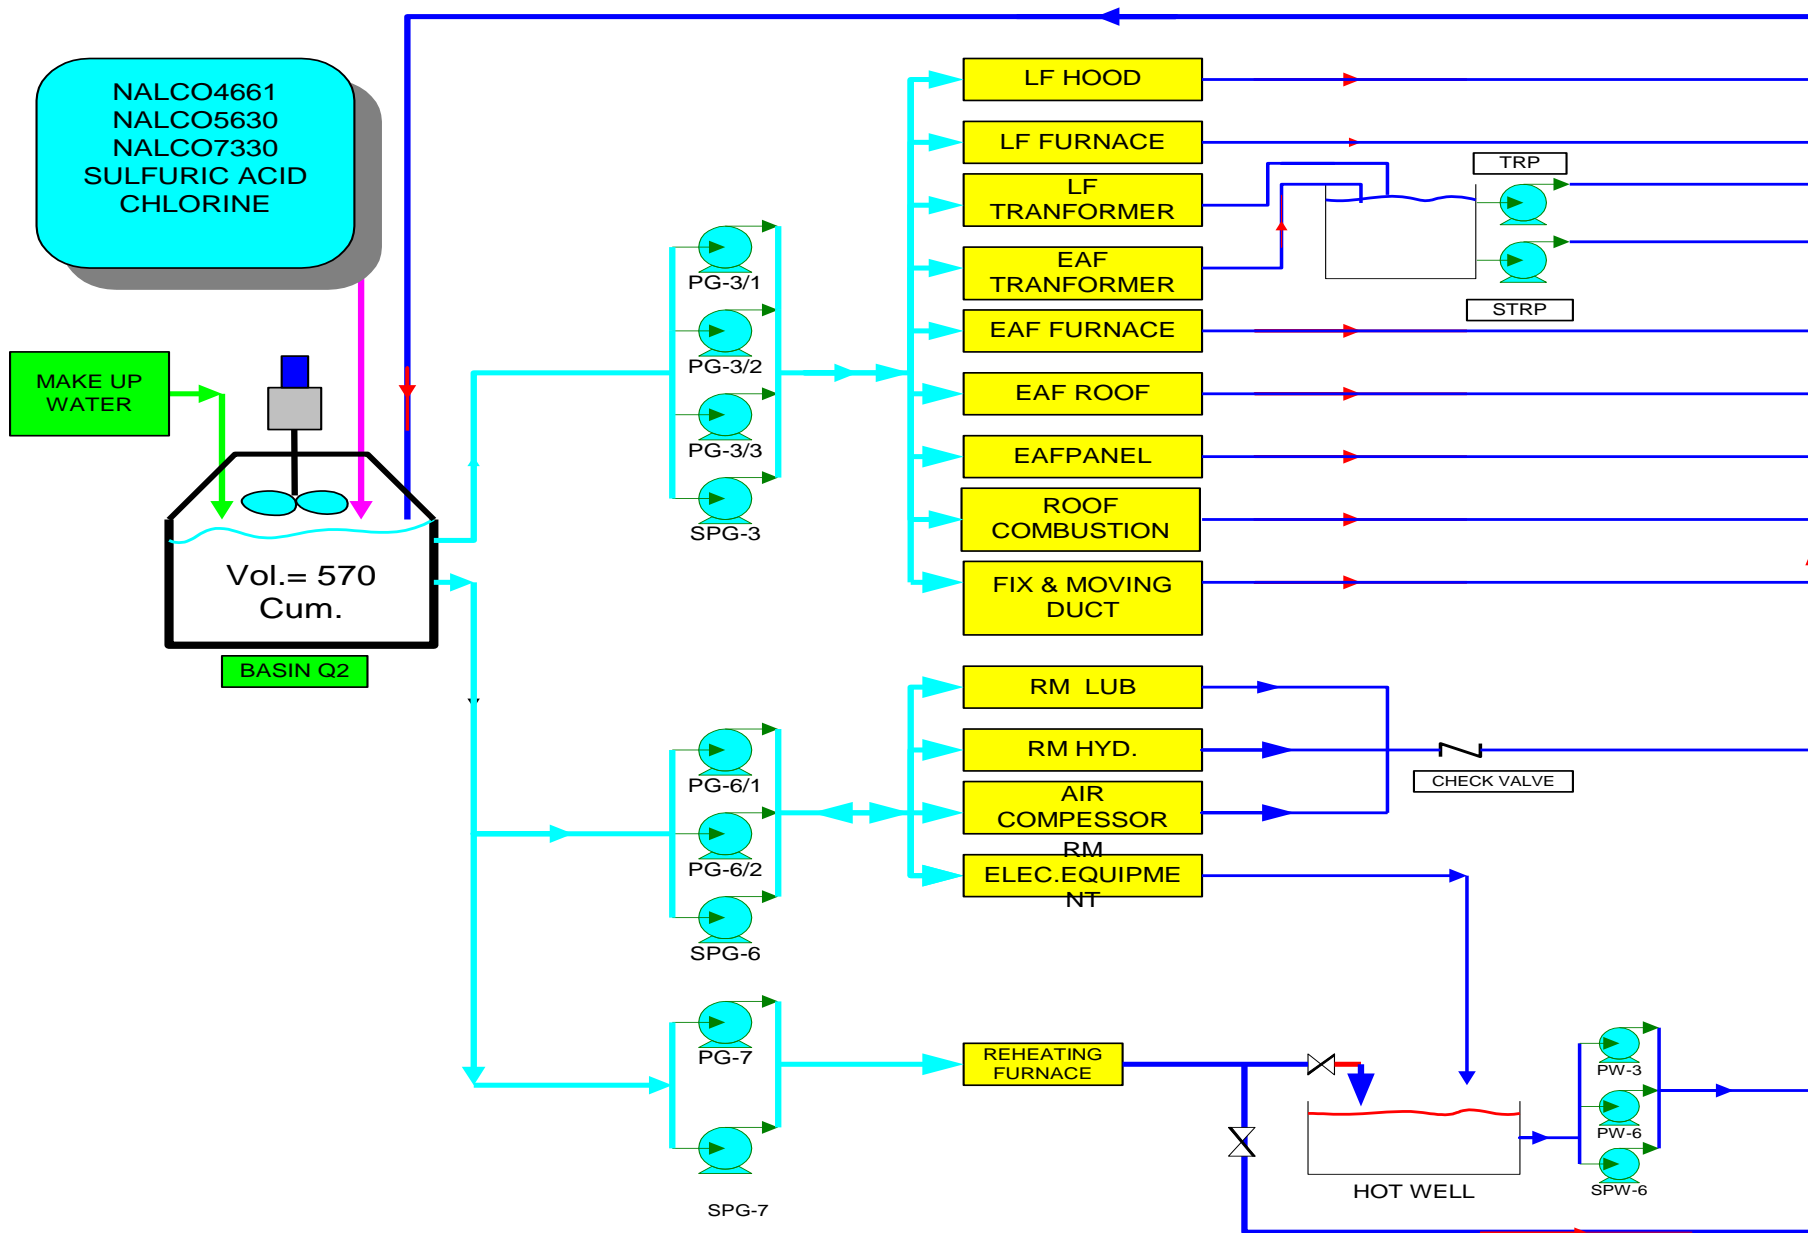 NALCO4661
NALCO5630
NALCO7330
SULFURIC ACID
CHLORINE
MAKE UP
WATER
Vol.= 570
Cum.
BASIN Q2
PG-3/1
PG-3/2
PG-3/3
SPG-3
PG-6/1
PG-6/2
SPG-6
PG-7
SPG-7
LF HOOD
LF FURNACE
LF
TRANFORMER
EAF
TRANFORMER
EAF FURNACE
EAF ROOF
EAFPANEL
ROOF
COMBUSTION
FIX & MOVING
DUCT
RM LUB
RM HYD.
AIR
COMPESSOR
RM
ELEC.EQUIPME
NT
REHEATING
FURNACE
TRP
STRP
CHECK VALVE
HOT WELL
PW-3
PW-6
SPW-6